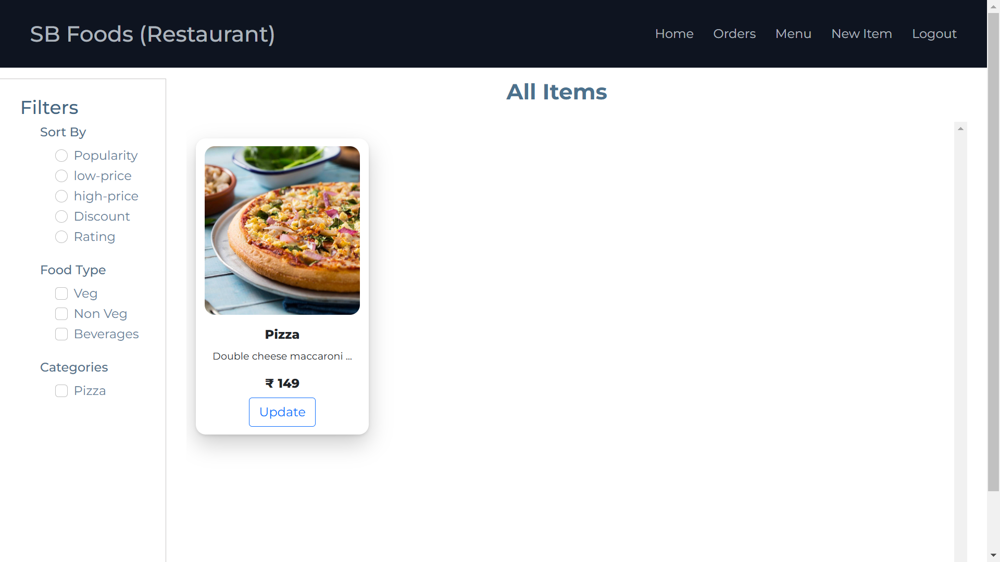 SB Foods (Restaurant)
Home Orders Menu New Item Logout
Filters
Sort By
Popularity
low-price
high-price
Discount
Rating
Food Type
Veg
Non Veg
Beverages
Categories
Pizza
All Items
Pizza
Double cheese maccaroni ...
₹ 149
Update